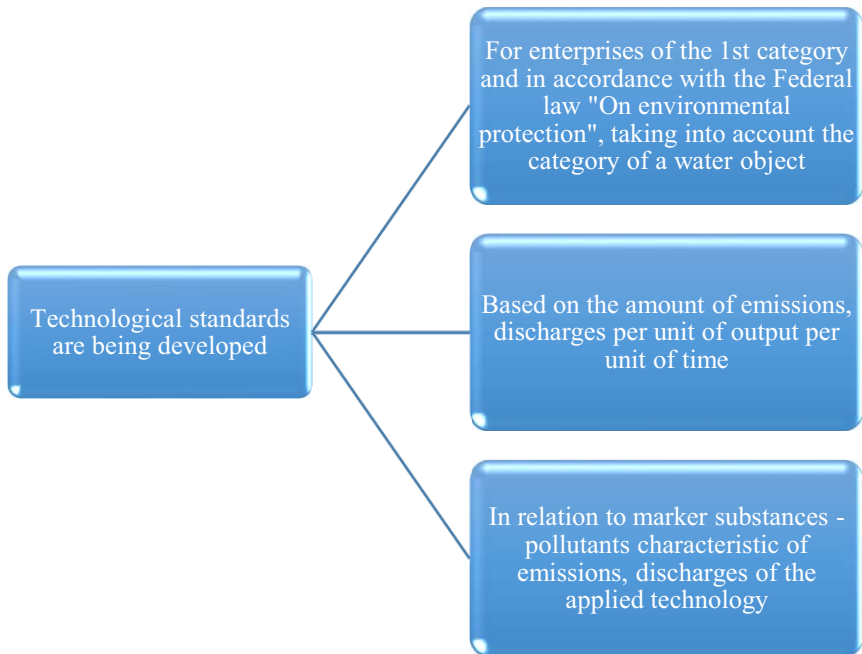 For enterprises of the 1st category
and in accordance with the Federal
law "On environmental
protection", taking into account the
category of a water object
Technological standards
are being developed
Based on the amount of emissions,
discharges per unit of output per
unit of time
In relation to marker substances -
pollutants characteristic of
emissions, discharges of the
applied technology